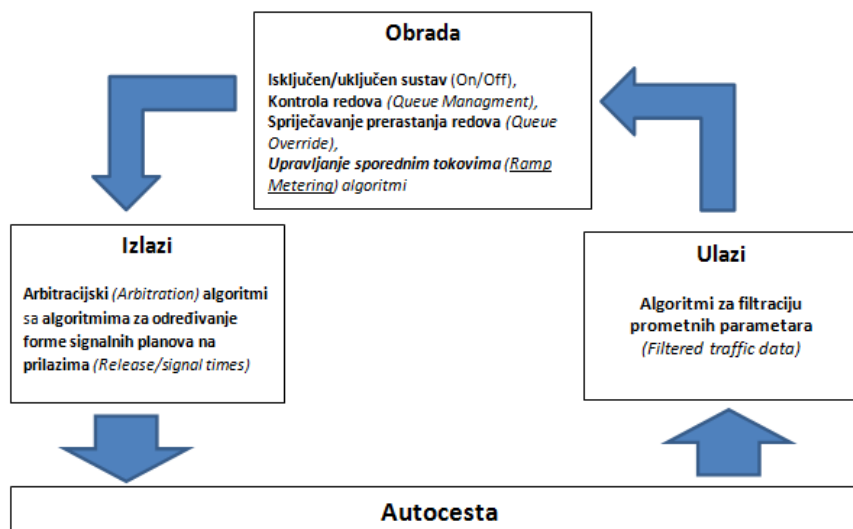 Obrada
Isključen/uključen sustav (On/Off),
Kontrola redova (Queue Managment),
Spriječavanje prerastanja redova (Queue
Override),
Upravljanje sporednim tokovima (Ramp
Metering) algoritmi
Izlazi
Arbitracijski (Arbitration) algoritmi
sa algoritmima za određivanje
forme signalnih planova na
prilazima (Release/signal times)
Ulazi
Algoritmi za filtraciju
prometnih parametara
(Filtered traffic data)
Autocesta